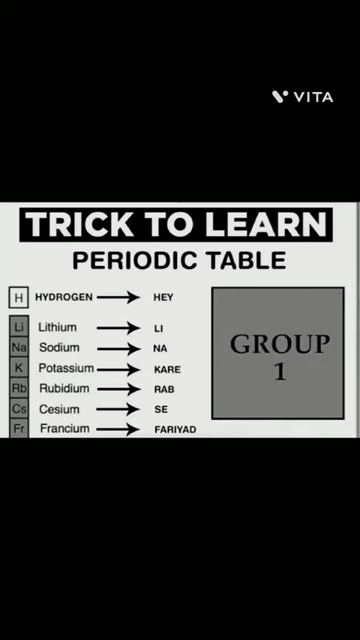 VITA
TRICK TO LEARN
PERIODIC TABLE
H HYDROGEN HEY
Li Lithium LI
Na Sodium NA
K Potassium KARE
Rb Rubidium RAB
Cs Cesium SE
Fr Francium FARIYAD
GROUP
1